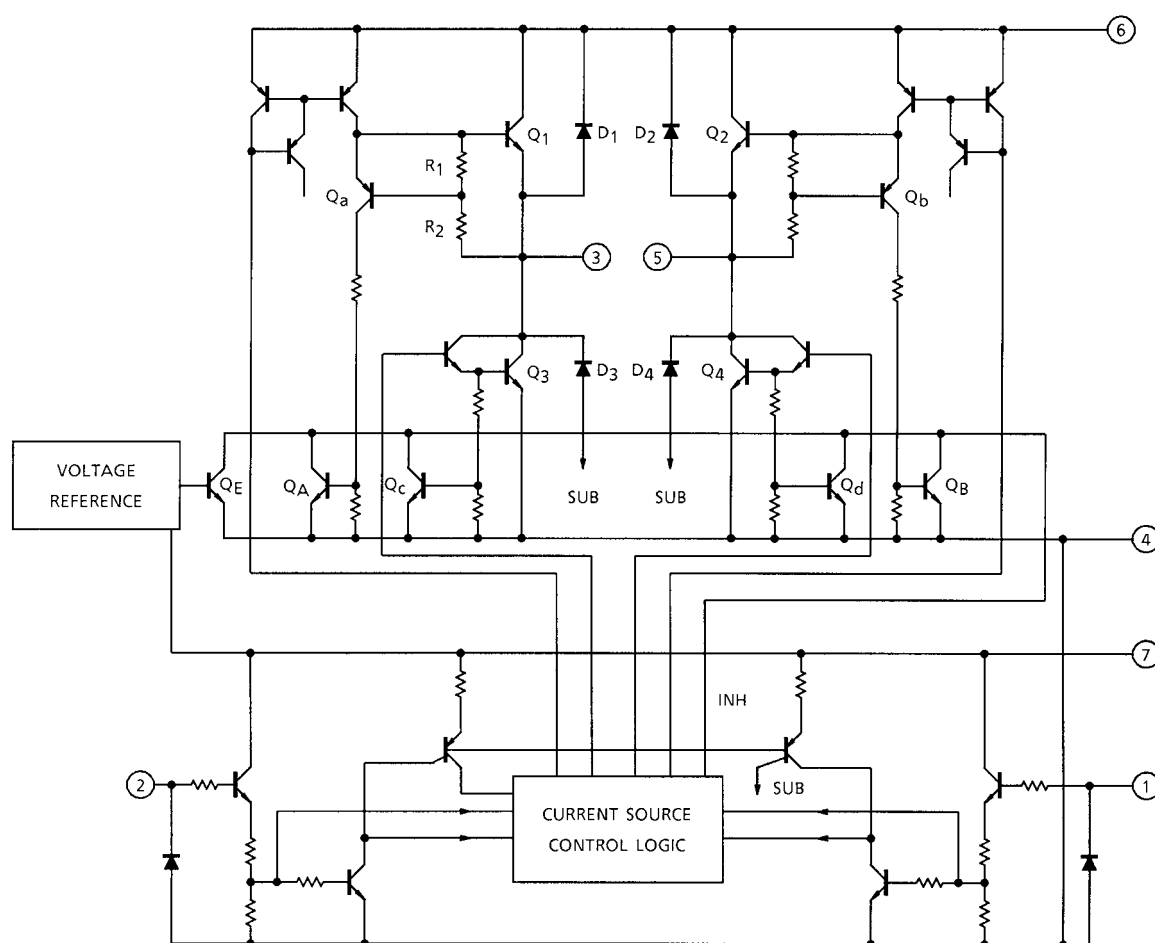 6
Q1 D1 D2 Q2
R1
Qa Qb
R2
3 5
Q3 D3 D4 Q4
VOLTAGE
REFERENCE
QE QA Qc SUB SUB Qd QB
4
7
INH
2 SUB 1
CURRENT SOURCE
CONTROL LOGIC